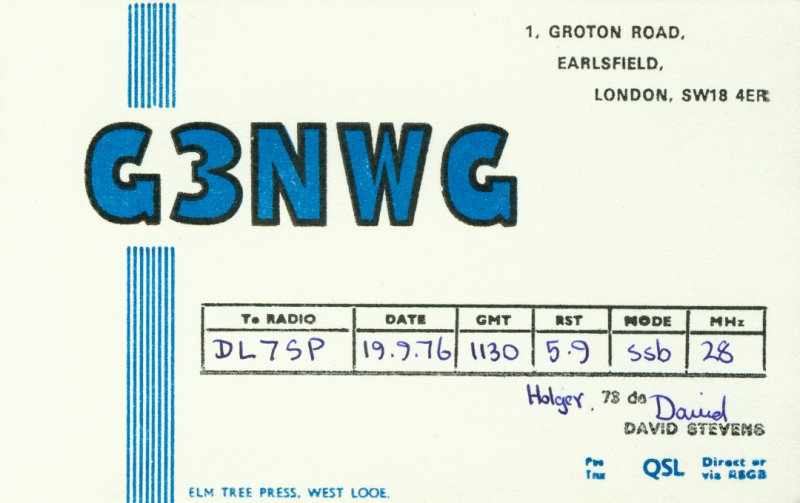 1, GROTON ROAD,
EARLSFIELD,
LONDON, SW18 4ER
G3NWG
To RADIO DATE GMT RST MODE MHz
DL7SP 19.9.76 1130 5.9 ssb 28
Holger. 73 de David
DAVID STEVENS
Pse QSL Direct or
Tnx via RSGB
ELM TREE PRESS, WEST LOOE.